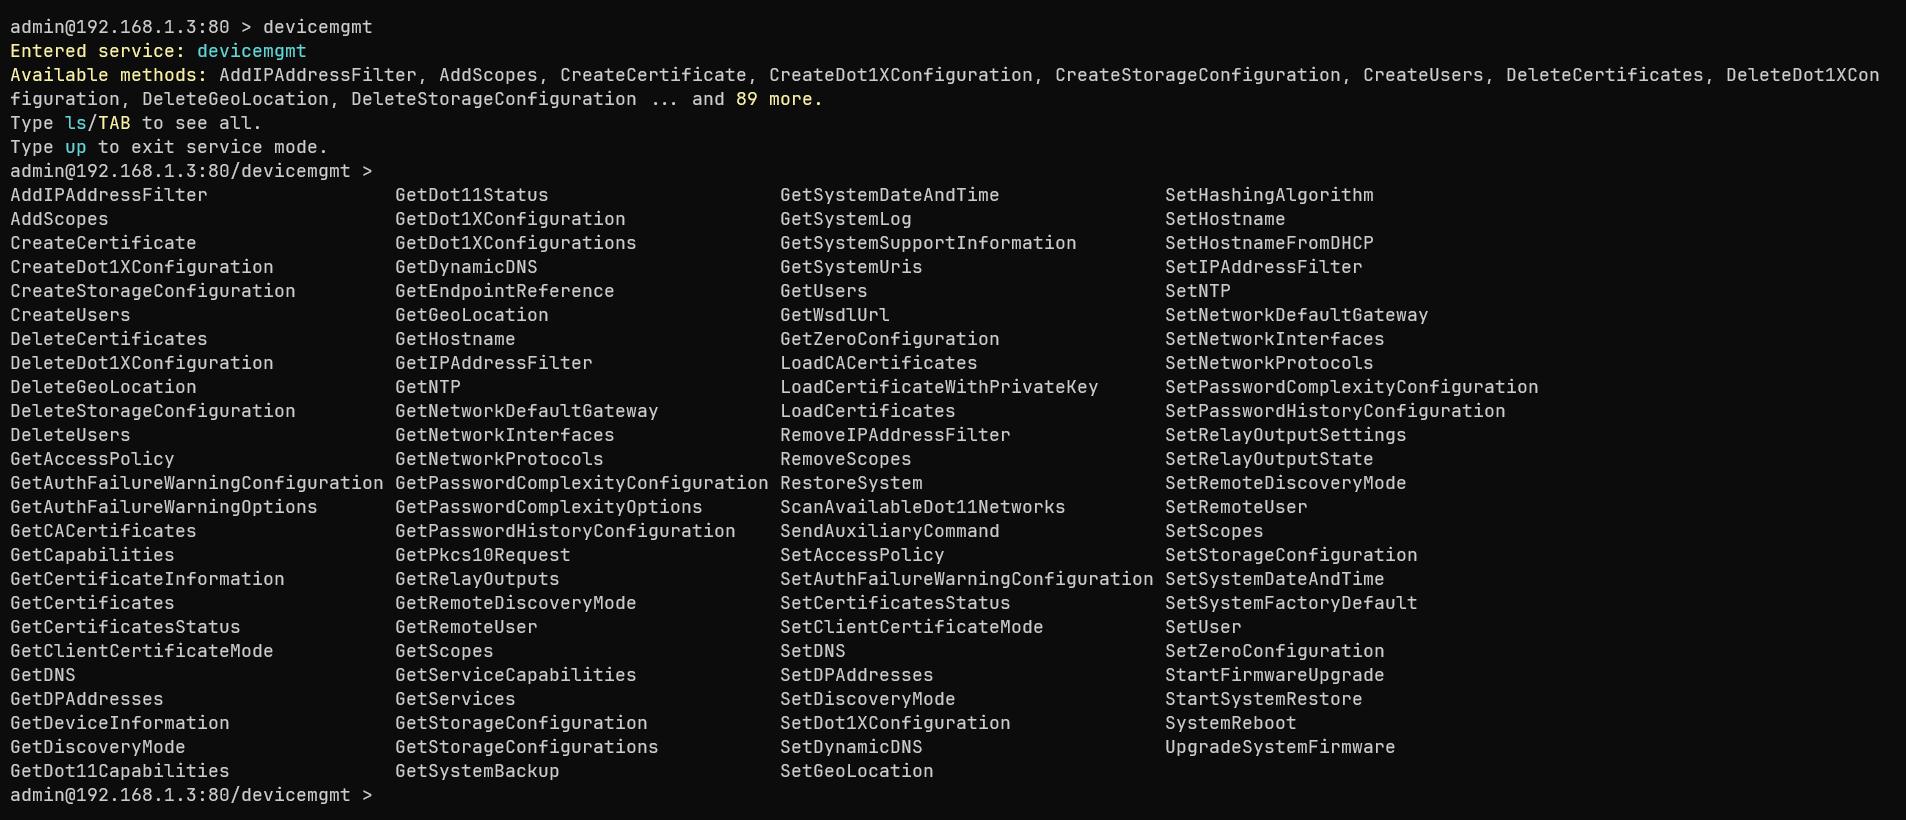 admin@192.168.1.3:80 > devicemgmt
Entered service: devicemgmt
Available methods: AddIPAddressFilter, AddScopes, CreateCertificate, CreateDot1XConfiguration, CreateStorageConfiguration, CreateUsers, DeleteCertificates, DeleteDot1XCon
figuration, DeleteGeoLocation, DeleteStorageConfiguration ... and 89 more.
Type ls/TAB to see all.
Type up to exit service mode.
admin@192.168.1.3:80/devicemgmt >
AddIPAddressFilter GetDot11Status GetSystemDateAndTime SetHashingAlgorithm
AddScopes GetDot1XConfiguration GetSystemLog SetHostname
CreateCertificate GetDot1XConfigurations GetSystemSupportInformation SetHostnameFromDHCP
CreateDot1XConfiguration GetDynamicDNS GetSystemUris SetIPAddressFilter
CreateStorageConfiguration GetEndpointReference GetUsers SetNTP
CreateUsers GetGeoLocation GetWsdlUrl SetNetworkDefaultGateway
DeleteCertificates GetHostname GetZeroConfiguration SetNetworkInterfaces
DeleteDot1XConfiguration GetIPAddressFilter LoadCACertificates SetNetworkProtocols
DeleteGeoLocation GetNTP LoadCertificateWithPrivateKey SetPasswordComplexityConfiguration
DeleteStorageConfiguration GetNetworkDefaultGateway LoadCertificates SetPasswordHistoryConfiguration
DeleteUsers GetNetworkInterfaces RemoveIPAddressFilter SetRelayOutputSettings
GetAccessPolicy GetNetworkProtocols RemoveScopes SetRelayOutputState
GetAuthFailureWarningConfiguration GetPasswordComplexityConfiguration RestoreSystem SetRemoteDiscoveryMode
GetAuthFailureWarningOptions GetPasswordComplexityOptions ScanAvailableDot11Networks SetRemoteUser
GetCACertificates GetPasswordHistoryConfiguration SendAuxiliaryCommand SetScopes
GetCapabilities GetPkcs10Request SetAccessPolicy SetStorageConfiguration
GetCertificateInformation GetRelayOutputs SetAuthFailureWarningConfiguration SetSystemDateAndTime
GetCertificates GetRemoteDiscoveryMode SetCertificatesStatus SetSystemFactoryDefault
GetCertificatesStatus GetRemoteUser SetClientCertificateMode SetUser
GetClientCertificateMode GetScopes SetDNS SetZeroConfiguration
GetDNS GetServiceCapabilities SetDPAddresses StartFirmwareUpgrade
GetDPAddresses GetServices SetDiscoveryMode StartSystemRestore
GetDeviceInformation GetStorageConfiguration SetDot1XConfiguration SystemReboot
GetDiscoveryMode GetStorageConfigurations SetDynamicDNS UpgradeSystemFirmware
GetDot11Capabilities GetSystemBackup SetGeoLocation
admin@192.168.1.3:80/devicemgmt >